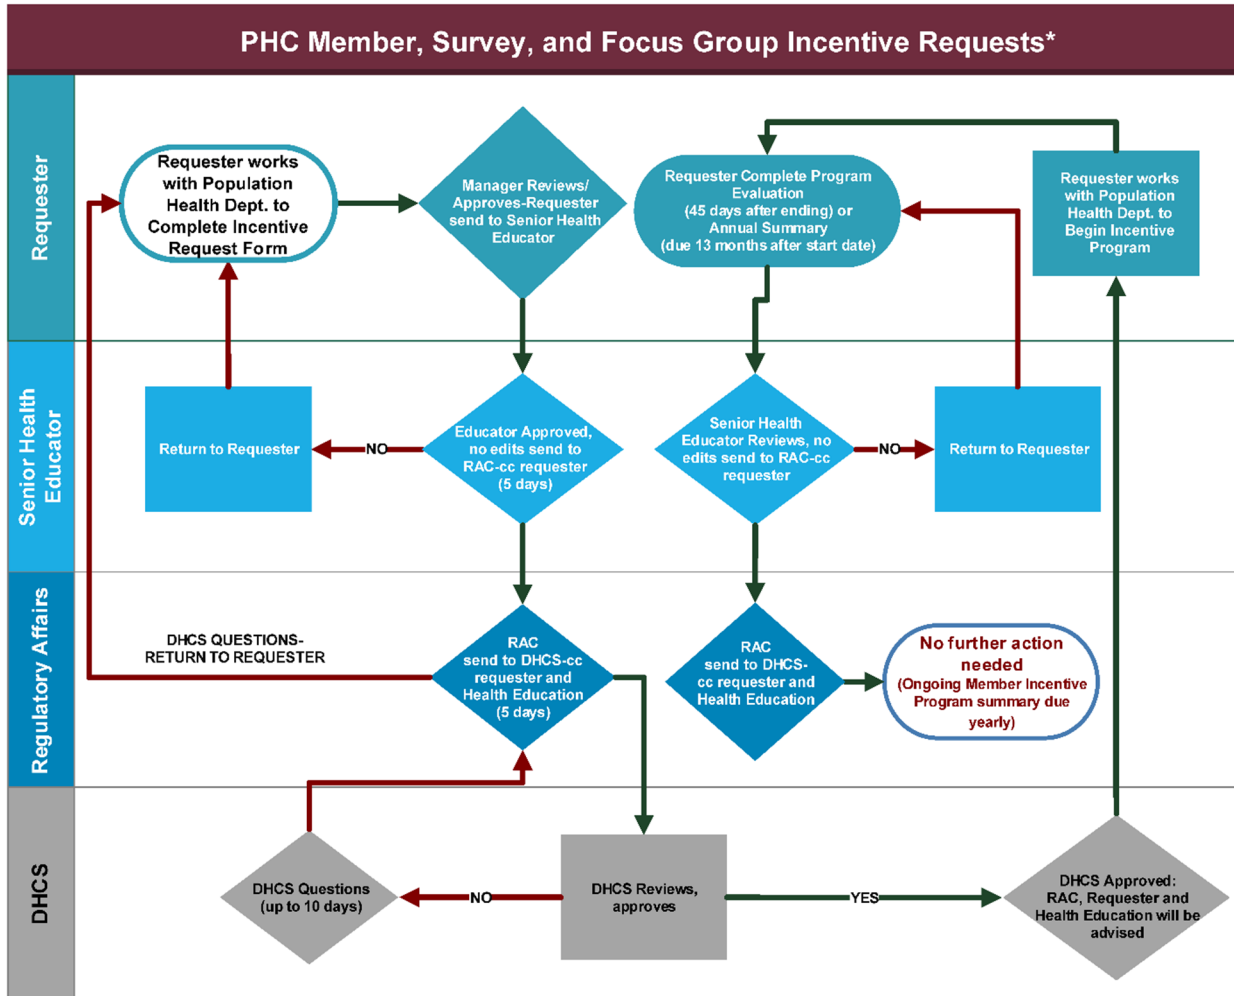 PHC Member, Survey, and Focus Group Incentive Requests*
Requester
Requester works
with Population
Health Dept. to
Complete Incentive
Request Form
Manager Reviews/
Approves-Requester
send to Senior Health
Educator
Requester Complete Program
Evaluation
(45 days after ending) or
Annual Summary
(due 13 months after start date)
Requester works
with Population
Health Dept. to
Begin Incentive
Program
Senior Health
Educator
Return to Requester
NO
Educator Approved,
no edits send to
RAC-cc requester
(5 days)
Senior Health
Educator Reviews, no
edits send to RAC-cc
requester
NO
Return to Requester
Regulatory Affairs
DHCS QUESTIONS-
RETURN TO REQUESTER
RAC
send to DHCS-cc
requester and
Health Education
(5 days)
RAC
send to DHCS-
cc requester and
Health Education
No further action
needed
(Ongoing Member Incentive
Program summary due
yearly)
DHCS
DHCS Questions
(up to 10 days)
NO
DHCS Reviews,
approves
YES
DHCS Approved:
RAC, Requester and
Health Education will be
advised